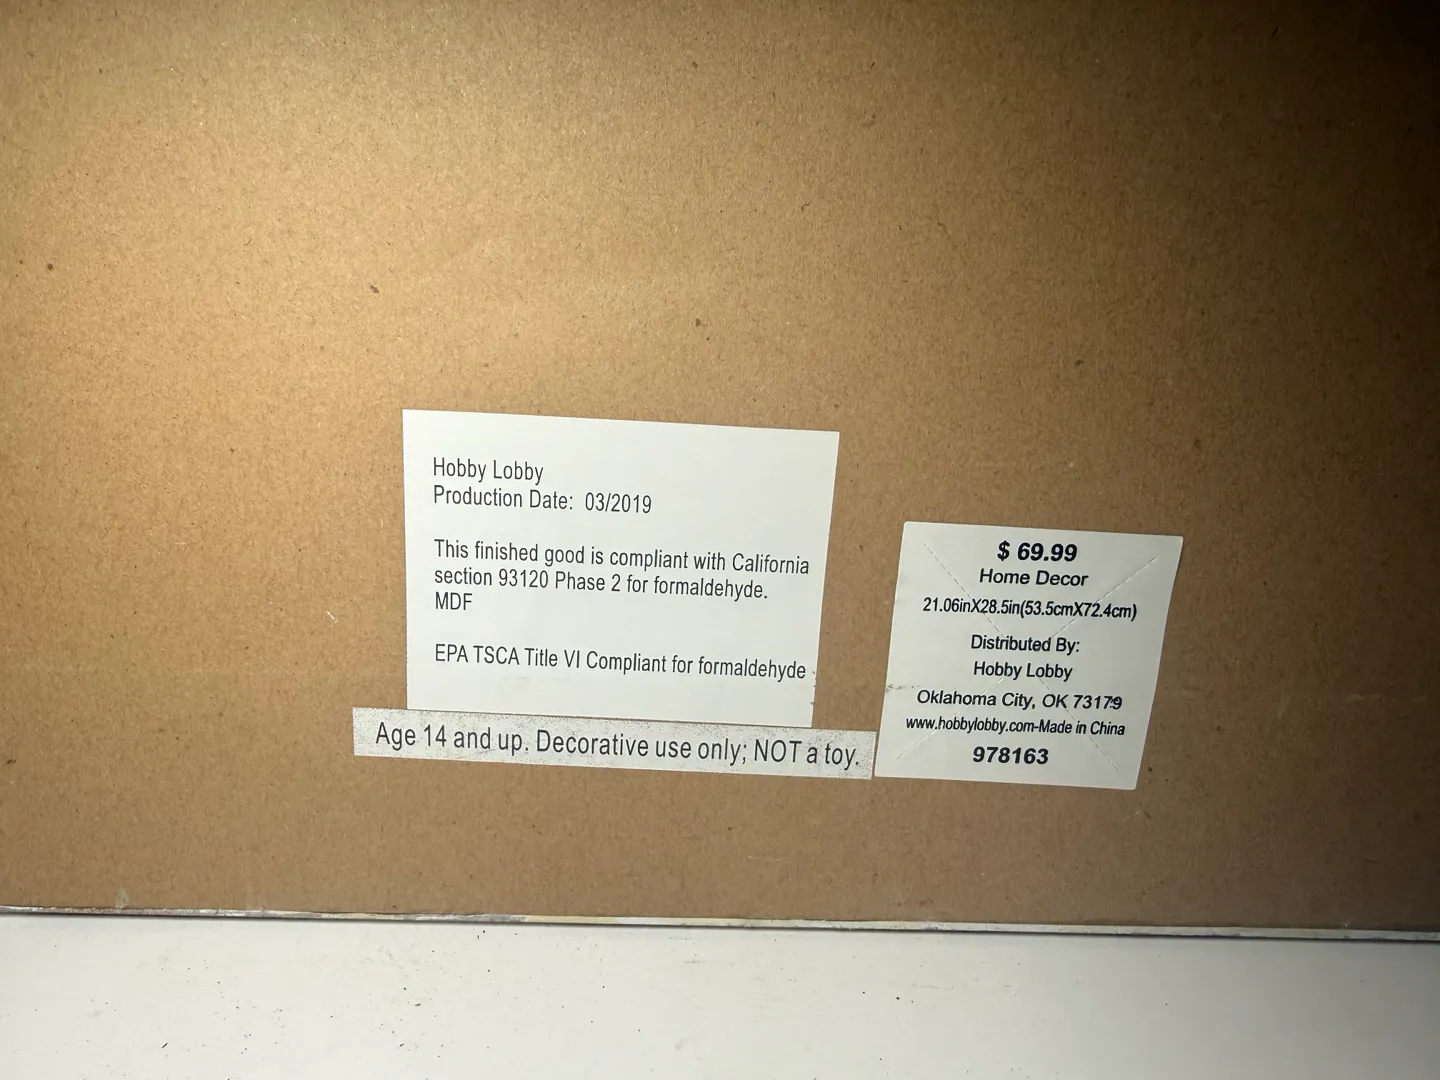 Hobby Lobby
Production Date: 03/2019
This finished good is compliant with California
section 93120 Phase 2 for formaldehyde.
MDF
EPA TSCA Title VI Compliant for formaldehyde
Age 14 and up. Decorative use only; NOT a toy.
$ 69.99
Home Decor
21.06inX28.5in(53.5cmX72.4cm)
Distributed By:
Hobby Lobby
Oklahoma City, OK 73179
www.hobbylobby.com-Made in China
978163